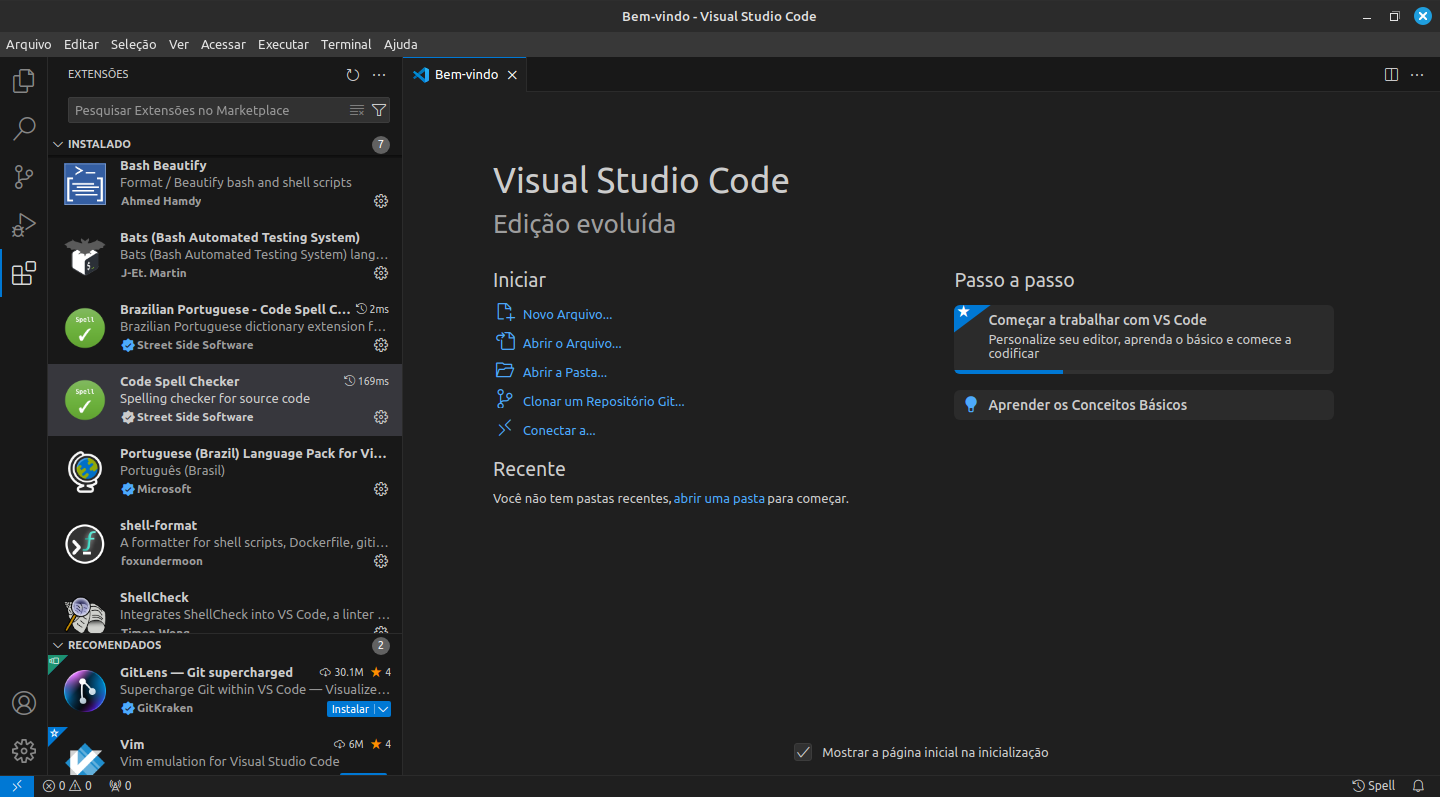 Bem-vindo - Visual Studio Code
Arquivo Editar Seleção Ver Acessar Executar Terminal Ajuda
EXTENSÕES
Pesquisar Extensões no Marketplace
INSTALADO 7
Bash Beautify
Format / Beautify bash and shell scripts
Ahmed Hamdy
Bats (Bash Automated Testing System)
Bats (Bash Automated Testing System) lang...
J-Et. Martin
Brazilian Portuguese - Code Spell C... 2ms
Brazilian Portuguese dictionary extension f...
Street Side Software
Code Spell Checker 169ms
Spelling checker for source code
Street Side Software
Portuguese (Brazil) Language Pack for Vi...
Português (Brasil)
Microsoft
shell-format
A formatter for shell scripts, Dockerfile, giti...
foxundermoon
ShellCheck
Integrates ShellCheck into VS Code, a linter ...
Timon Wong
RECOMENDADOS 2
GitLens — Git supercharged 30.1M 4
Supercharge Git within VS Code — Visualize...
GitKraken Instalar
Vim 6M 4
Vim emulation for Visual Studio Code
Bem-vindo
Visual Studio Code
Edição evoluída
Iniciar
Novo Arquivo...
Abrir o Arquivo...
Abrir a Pasta...
Clonar um Repositório Git...
Conectar a...
Recente
Você não tem pastas recentes, abrir uma pasta para começar.
Passo a passo
Começar a trabalhar com VS Code
Personalize seu editor, aprenda o básico e comece a
codificar
Aprender os Conceitos Básicos
Mostrar a página inicial na inicialização
0 0 0
Spell